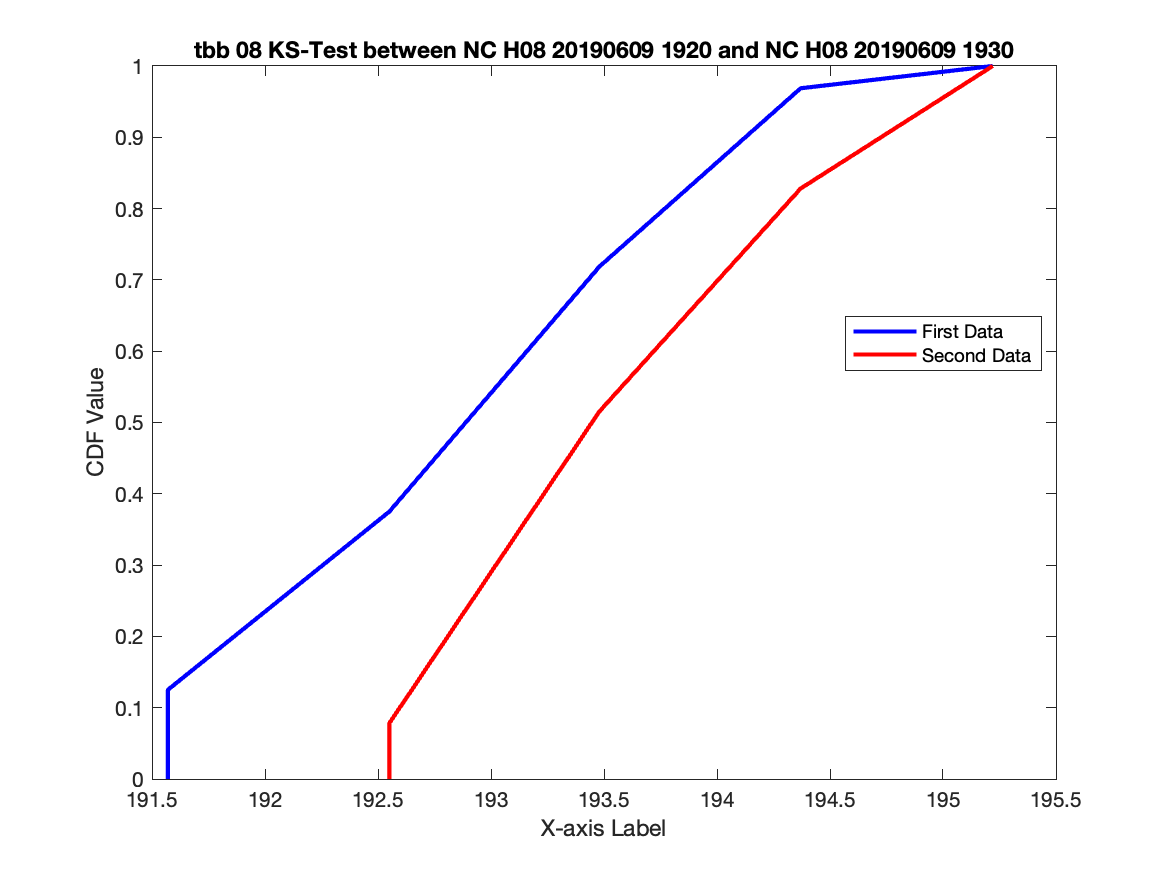 tbb 08 KS-Test between NC H08 20190609 1920 and NC H08 20190609 1930
1
0.9
0.8
0.7
0.6
0.5
0.4
0.3
0.2
0.1
0
CDF Value
First Data
Second Data
191.5 192 192.5 193 193.5 194 194.5 195 195.5
X-axis Label